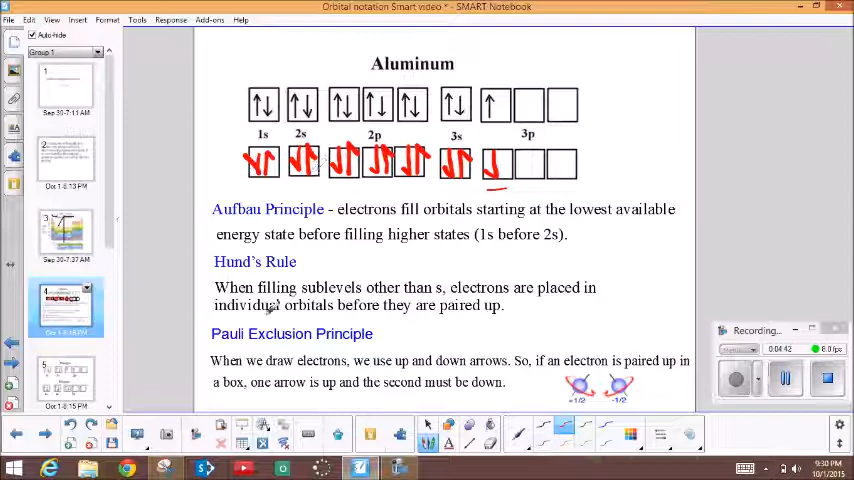 Orbital notation Smart video * - SMART Notebook
File Edit View Insert Format Tools Response Add-ons Help
Auto-hide
Group 1
1
Sep 30-7:11 AM
2
Oct 1-8:13 PM
3
Sep 30-7:37 AM
4
Oct 1-8:18 PM
5
Oct 1-8:15 PM
Aluminum
1s 2s 2p 3s 3p
Aufbau Principle - electrons fill orbitals starting at the lowest available
energy state before filling higher states (1s before 2s).
Hund's Rule
When filling sublevels other than s, electrons are placed in
individual orbitals before they are paired up.
Pauli Exclusion Principle
When we draw electrons, we use up and down arrows. So, if an electron is paired up in
a box, one arrow is up and the second must be down.
+1/2 -1/2
Recording...
0:04:42 8.0fps
9:30 PM
10/1/2015